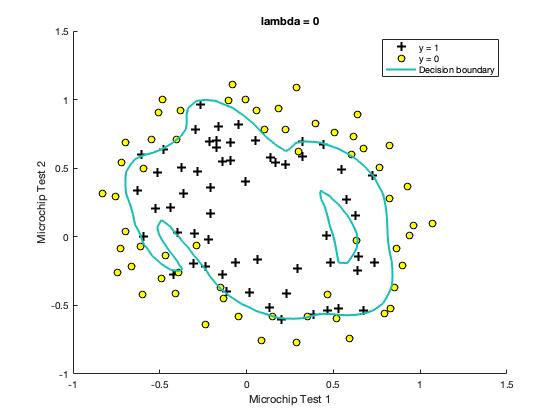 lambda = 0
y = 1
y = 0
Decision boundary
1.5
1
0.5
0
-0.5
-1
Microchip Test 2
-1
-0.5
0
0.5
1
1.5
Microchip Test 1